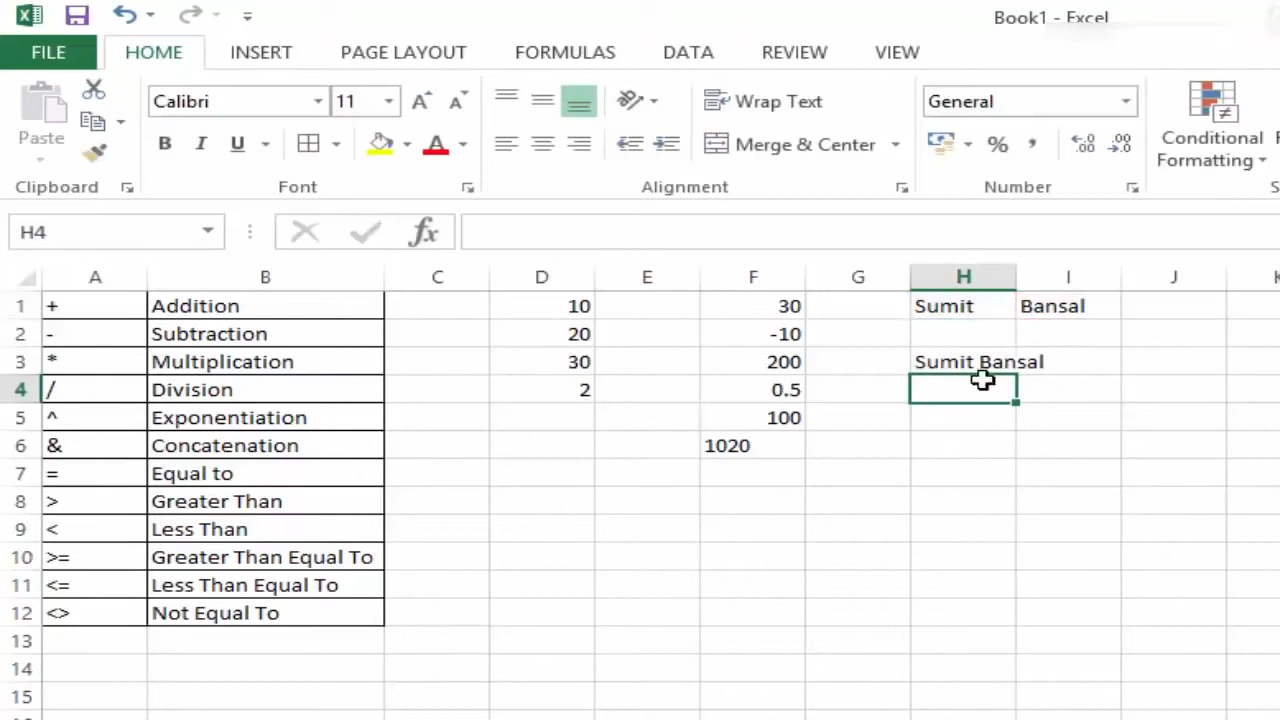 Book1 - Excel
FILE HOME INSERT PAGE LAYOUT FORMULAS DATA REVIEW VIEW
Calibri 11 A A Wrap Text General
Paste B I U A Merge & Center % , .00 .00 Conditional Formatting
Clipboard Font Alignment Number
H4 fx
A B C D E F G H I J K
1 + Addition 10 30 Sumit Bansal
2 - Subtraction 20 -10
3 * Multiplication 30 200 Sumit Bansal
4 / Division 2 0.5
5 ^ Exponentiation 100
6 & Concatenation 1020
7 = Equal to
8 > Greater Than
9 < Less Than
10 >= Greater Than Equal To
11 <= Less Than Equal To
12 <> Not Equal To
13
14
15